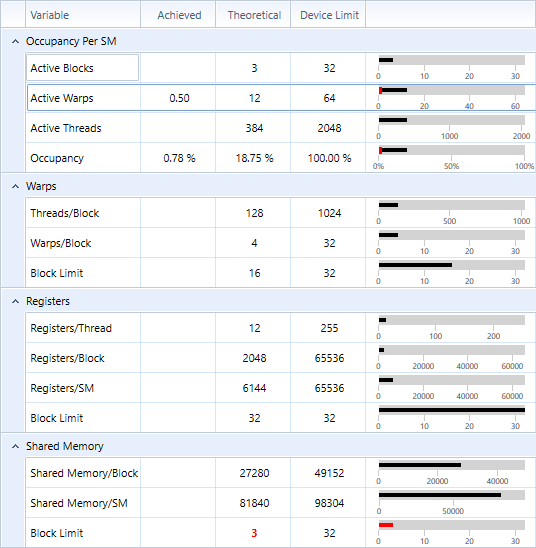 Variable Achieved Theoretical Device Limit
Occupancy Per SM
Active Blocks 3 32
0 10 20 30
Active Warps 0.50 12 64
0 20 40 60
Active Threads 384 2048
0 1000 2000
Occupancy 0.78 % 18.75 % 100.00 %
0% 50% 100%
Warps
Threads/Block 128 1024
0 500 1000
Warps/Block 4 32
0 10 20 30
Block Limit 16 32
0 10 20 30
Registers
Registers/Thread 12 255
0 100 200
Registers/Block 2048 65536
0 20000 40000 60000
Registers/SM 6144 65536
0 20000 40000 60000
Block Limit 32 32
0 10 20 30
Shared Memory
Shared Memory/Block 27280 49152
0 20000 40000
Shared Memory/SM 81840 98304
0 50000
Block Limit 3 32
0 10 20 30